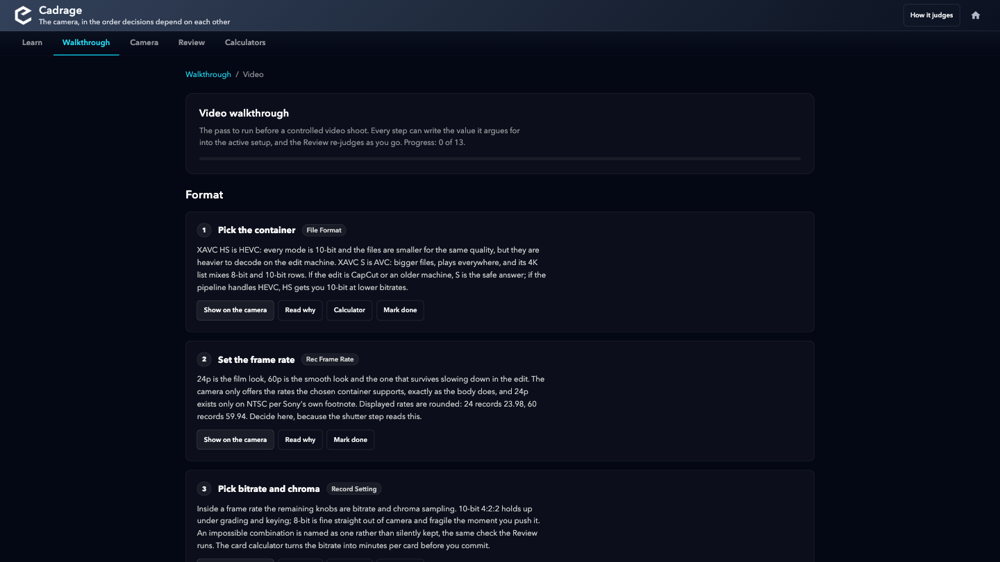 Cadrage
The camera, in the order decisions depend on each other
How it judges
Learn
Walkthrough
Camera
Review
Calculators
Walkthrough / Video
Video walkthrough
The pass to run before a controlled video shoot. Every step can write the value it argues for
into the active setup, and the Review re-judges as you go. Progress: 0 of 13.
Format
1 Pick the container File Format
XAVC HS is HEVC: every mode is 10-bit and the files are smaller for the same quality, but they are
heavier to decode on the edit machine. XAVC S is AVC: bigger files, plays everywhere, and its 4K
list mixes 8-bit and 10-bit rows. If the edit is CapCut or an older machine, S is the safe answer; if the
pipeline handles HEVC, HS gets you 10-bit at lower bitrates.
Show on the camera Read why Calculator Mark done
2 Set the frame rate Rec Frame Rate
24p is the film look, 60p is the smooth look and the one that survives slowing down in the edit. The
camera only offers the rates the chosen container supports, exactly as the body does, and 24p
exists only on NTSC per Sony's own footnote. Displayed rates are rounded: 24 records 23.98, 60
records 59.94. Decide here, because the shutter step reads this.
Show on the camera Read why Mark done
3 Pick bitrate and chroma Record Setting
Inside a frame rate the remaining knobs are bitrate and chroma sampling. 10-bit 4:2:2 holds up
under grading and keying; 8-bit is fine straight out of camera and fragile the moment you push it.
An impossible combination is named as one rather than silently kept, the same check the Review
runs. The card calculator turns the bitrate into minutes per card before you commit.